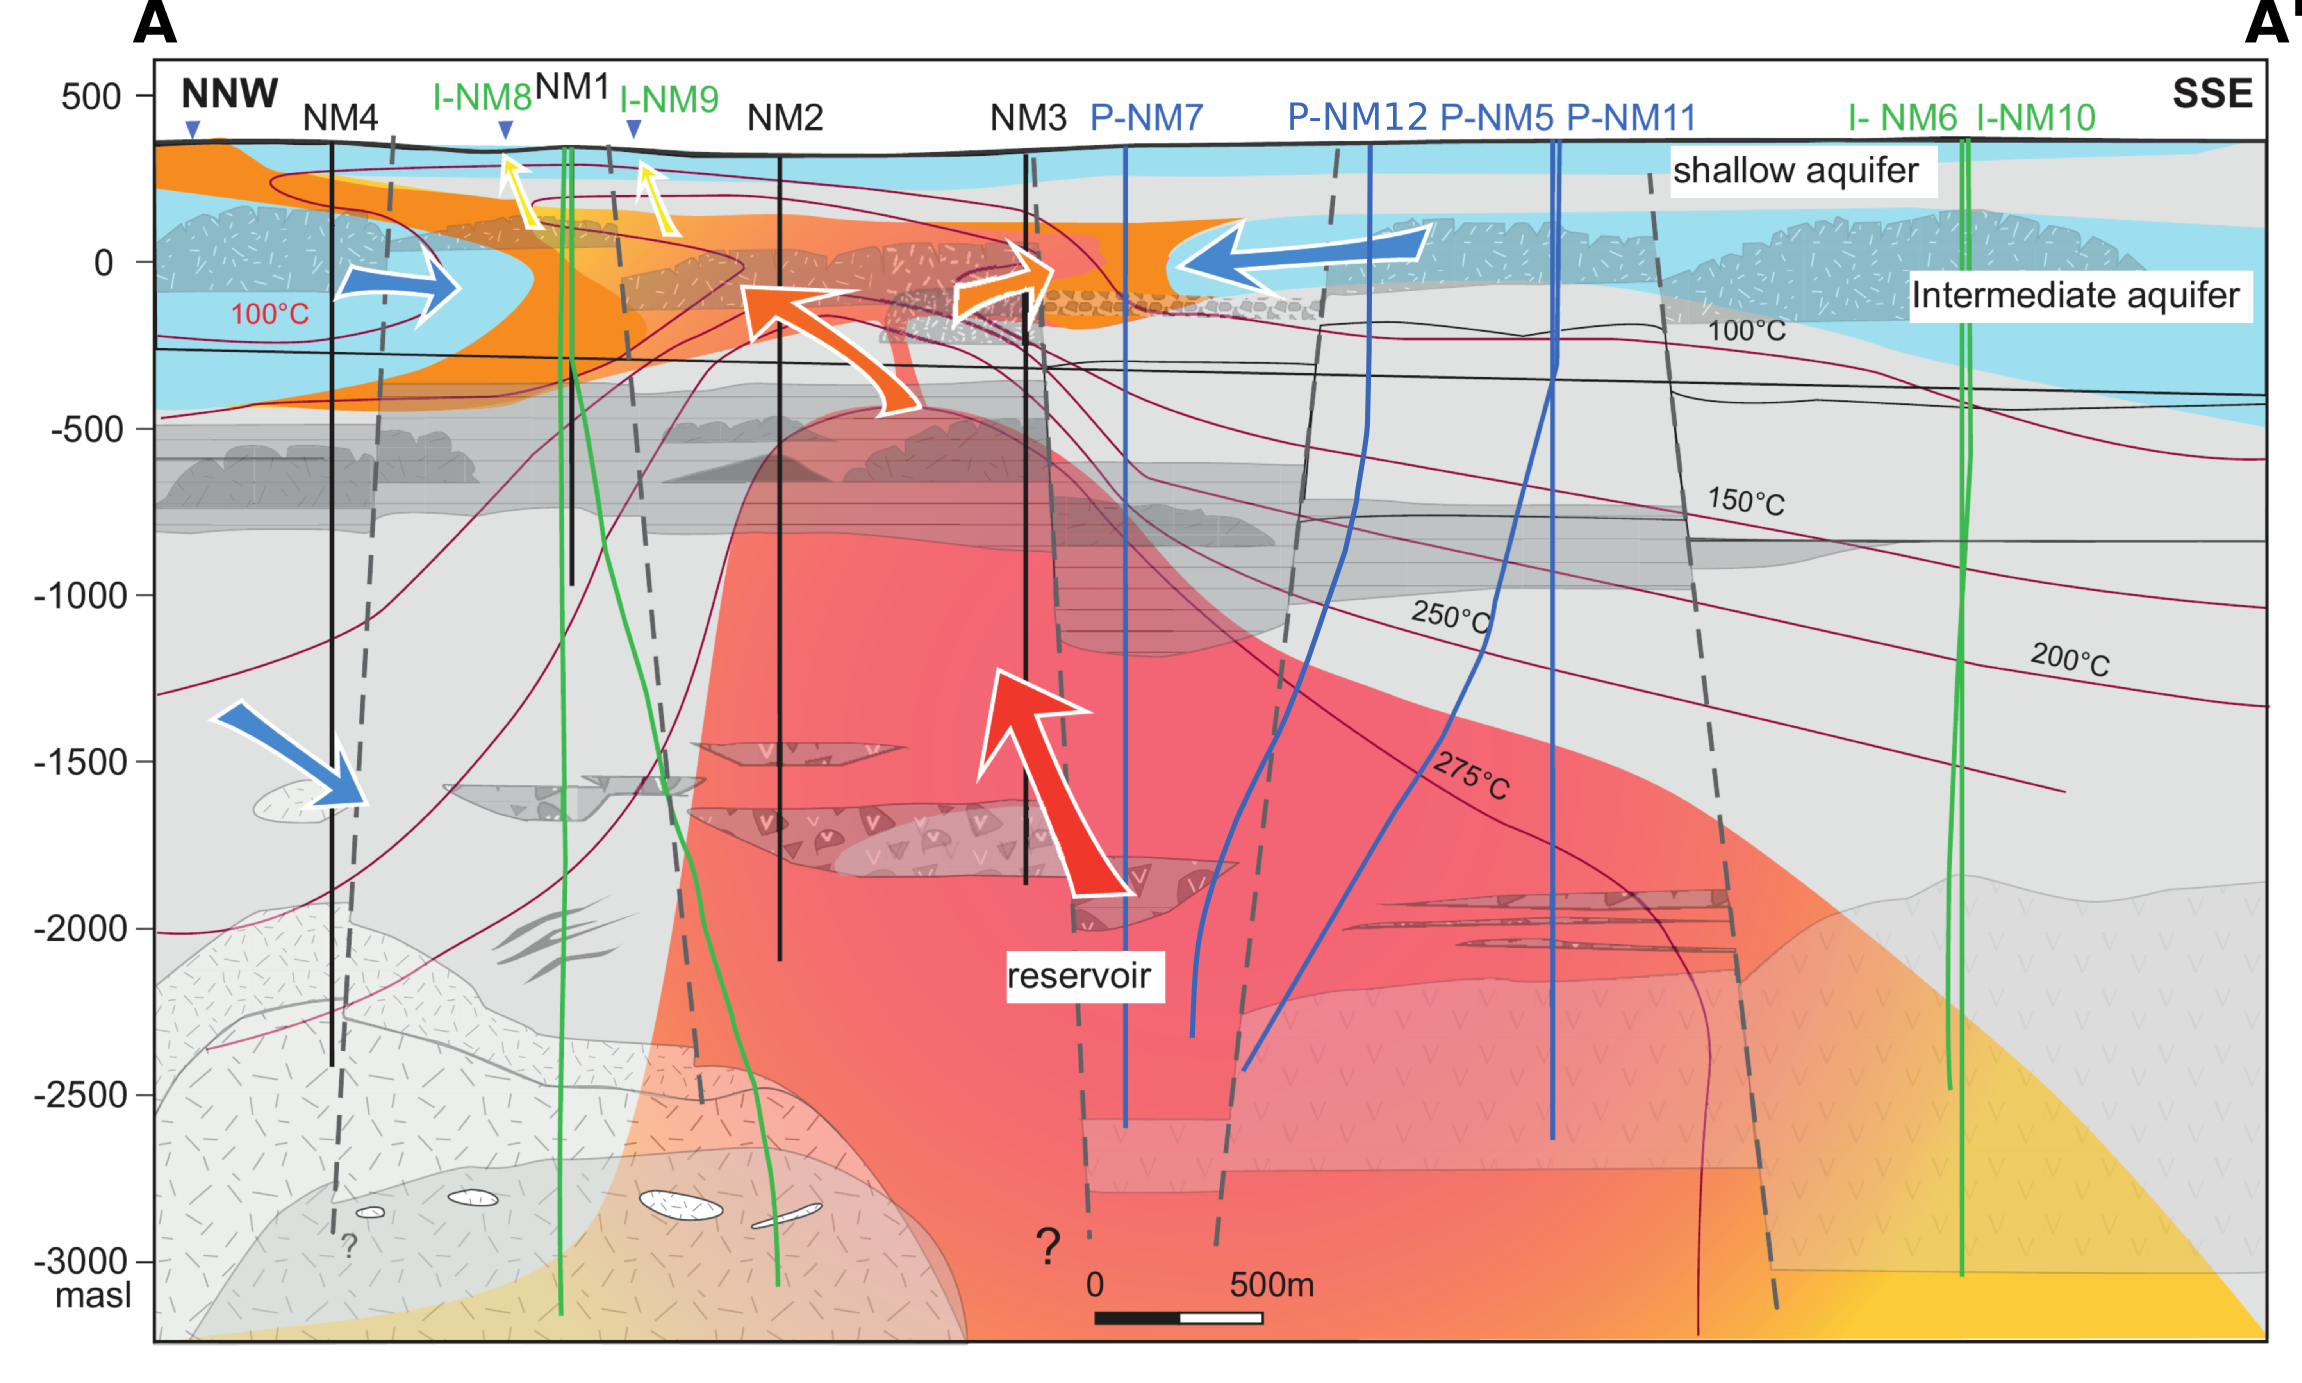 A
A'
NNW
SSE
NM4
I-NM8
NM1
I-NM9
NM2
NM3
P-NM7
P-NM12
P-NM5
P-NM11
I- NM6
I-NM10
500
0
-500
-1000
-1500
-2000
-2500
-3000
masl
shallow aquifer
Intermediate aquifer
100°C
100°C
150°C
200°C
250°C
275°C
reservoir
?
?
0
500m